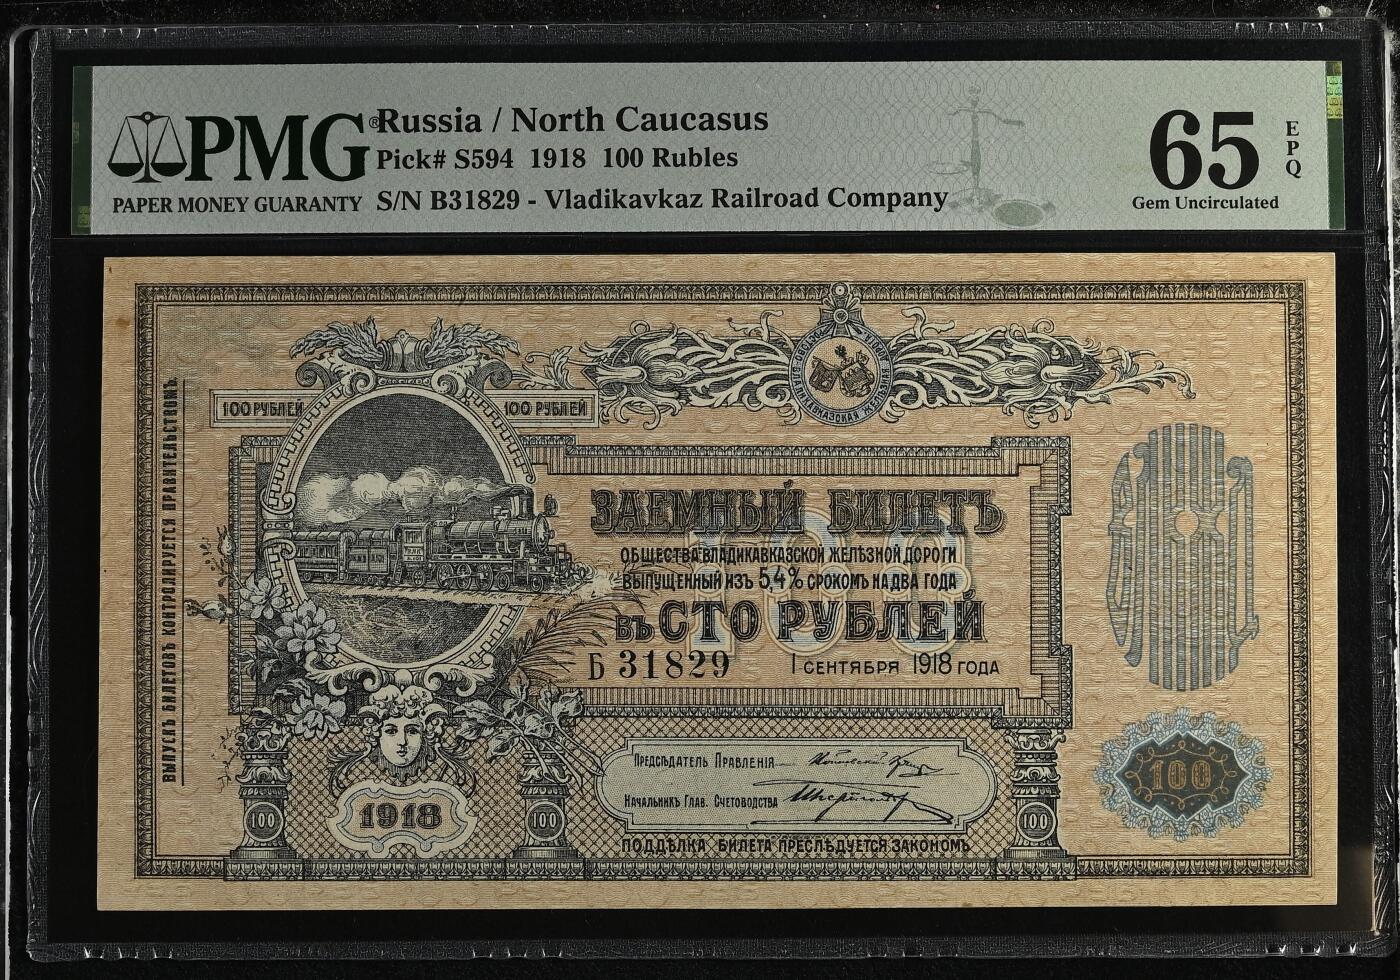 PMG®
PAPER MONEY GUARANTY
Russia / North Caucasus
Pick# S594 1918 100 Rubles
S/N B31829 - Vladikavkaz Railroad Company
65
EPQ
Gem Uncirculated
ВЫПУСКЪ БИЛЕТОВЪ КОНТРОЛИРУЕТСЯ ПРАВИТЕЛЬСТВОМЪ.
100 РУБЛЕЙ
100 РУБЛЕЙ
ЗАЕМНЫЙ БИЛЕТЪ
ОБЩЕСТВА ВЛАДИКАВКАЗСКОЙ ЖЕЛѢЗНОЙ ДОРОГИ
ВЫПУЩЕННЫЙ ИЗЪ 5,4% СРОКОМЪ НА ДВА ГОДА
ВЪ СТО РУБЛЕЙ
100
Б 31829
1 СЕНТЯБРЯ 1918 ГОДА
ПРЕДСѢДАТЕЛЬ ПРАВЛЕНІЯ
НАЧАЛЬНИКЪ ГЛАВ. СЧЕТОВОДСТВА
ПОДДѢЛКА БИЛЕТА ПРЕСЛѢДУЕТСЯ ЗАКОНОМЪ
1918
100
100
100
100